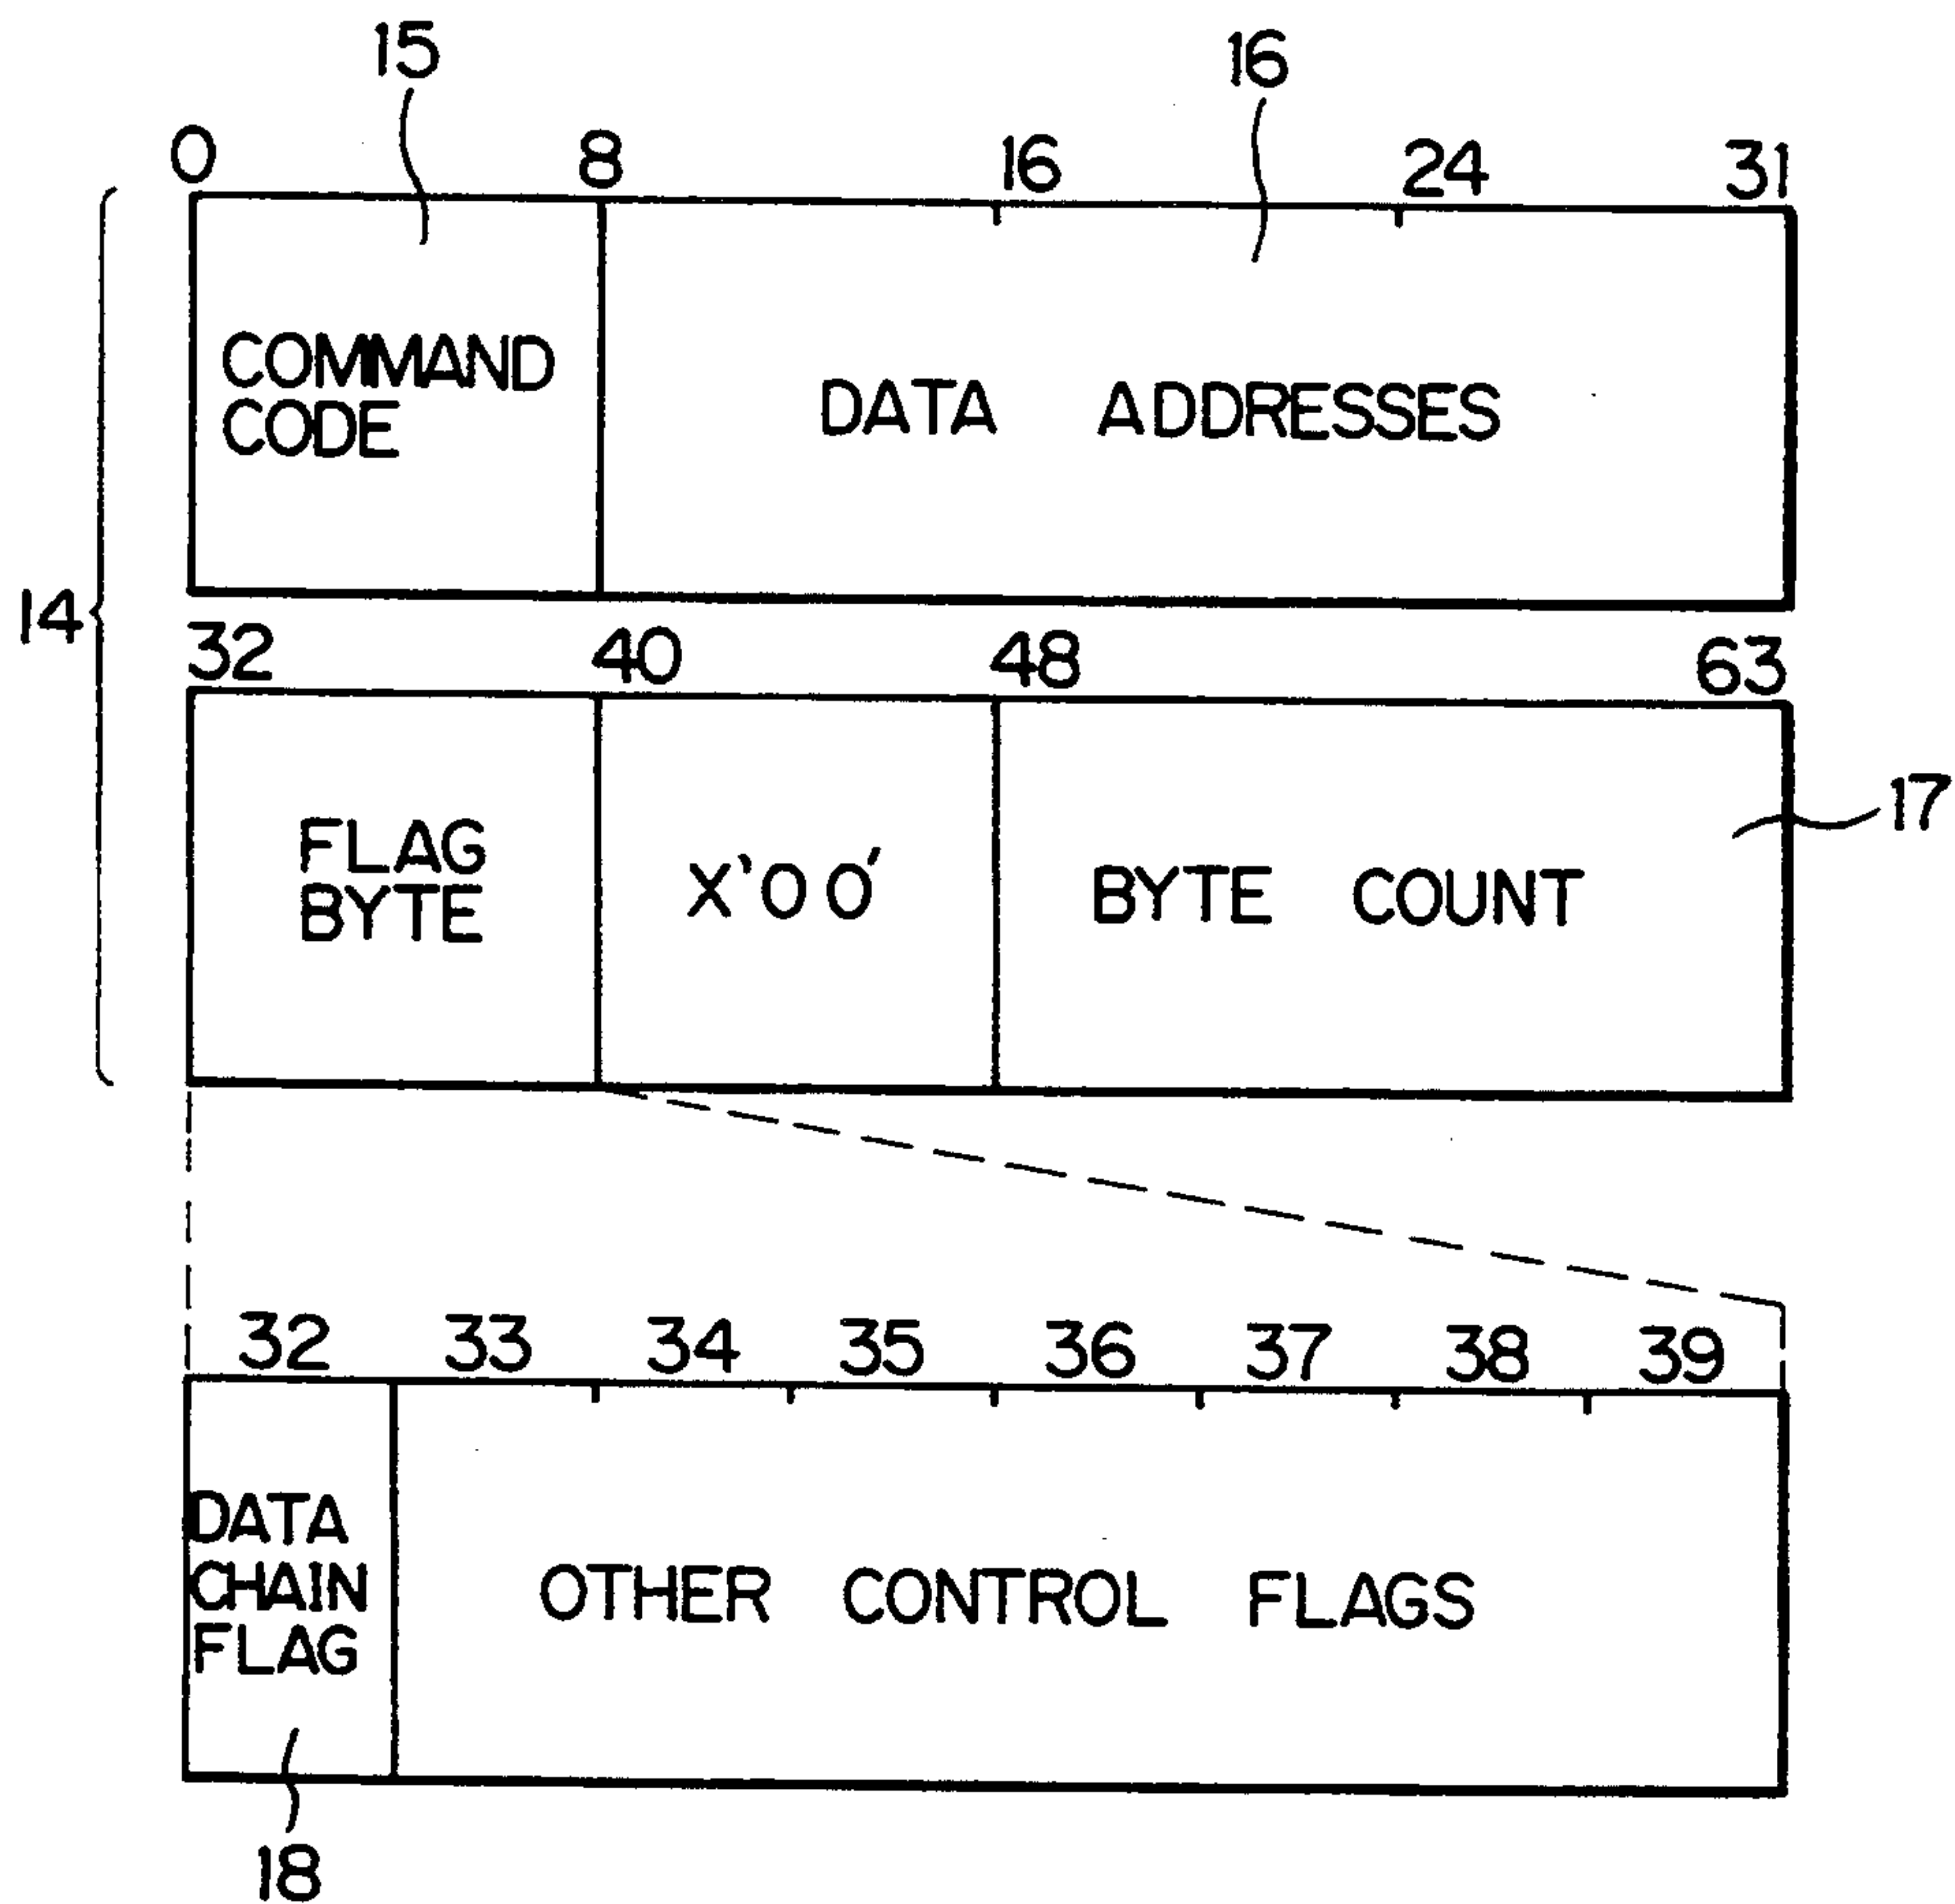 15 16
0 8 16 24 31
COMMAND
CODE
DATA ADDRESSES
14
32 40 48 63
FLAG
BYTE
X'00'
BYTE COUNT
17
32 33 34 35 36 37 38 39
DATA
CHAIN
FLAG
OTHER CONTROL FLAGS
18